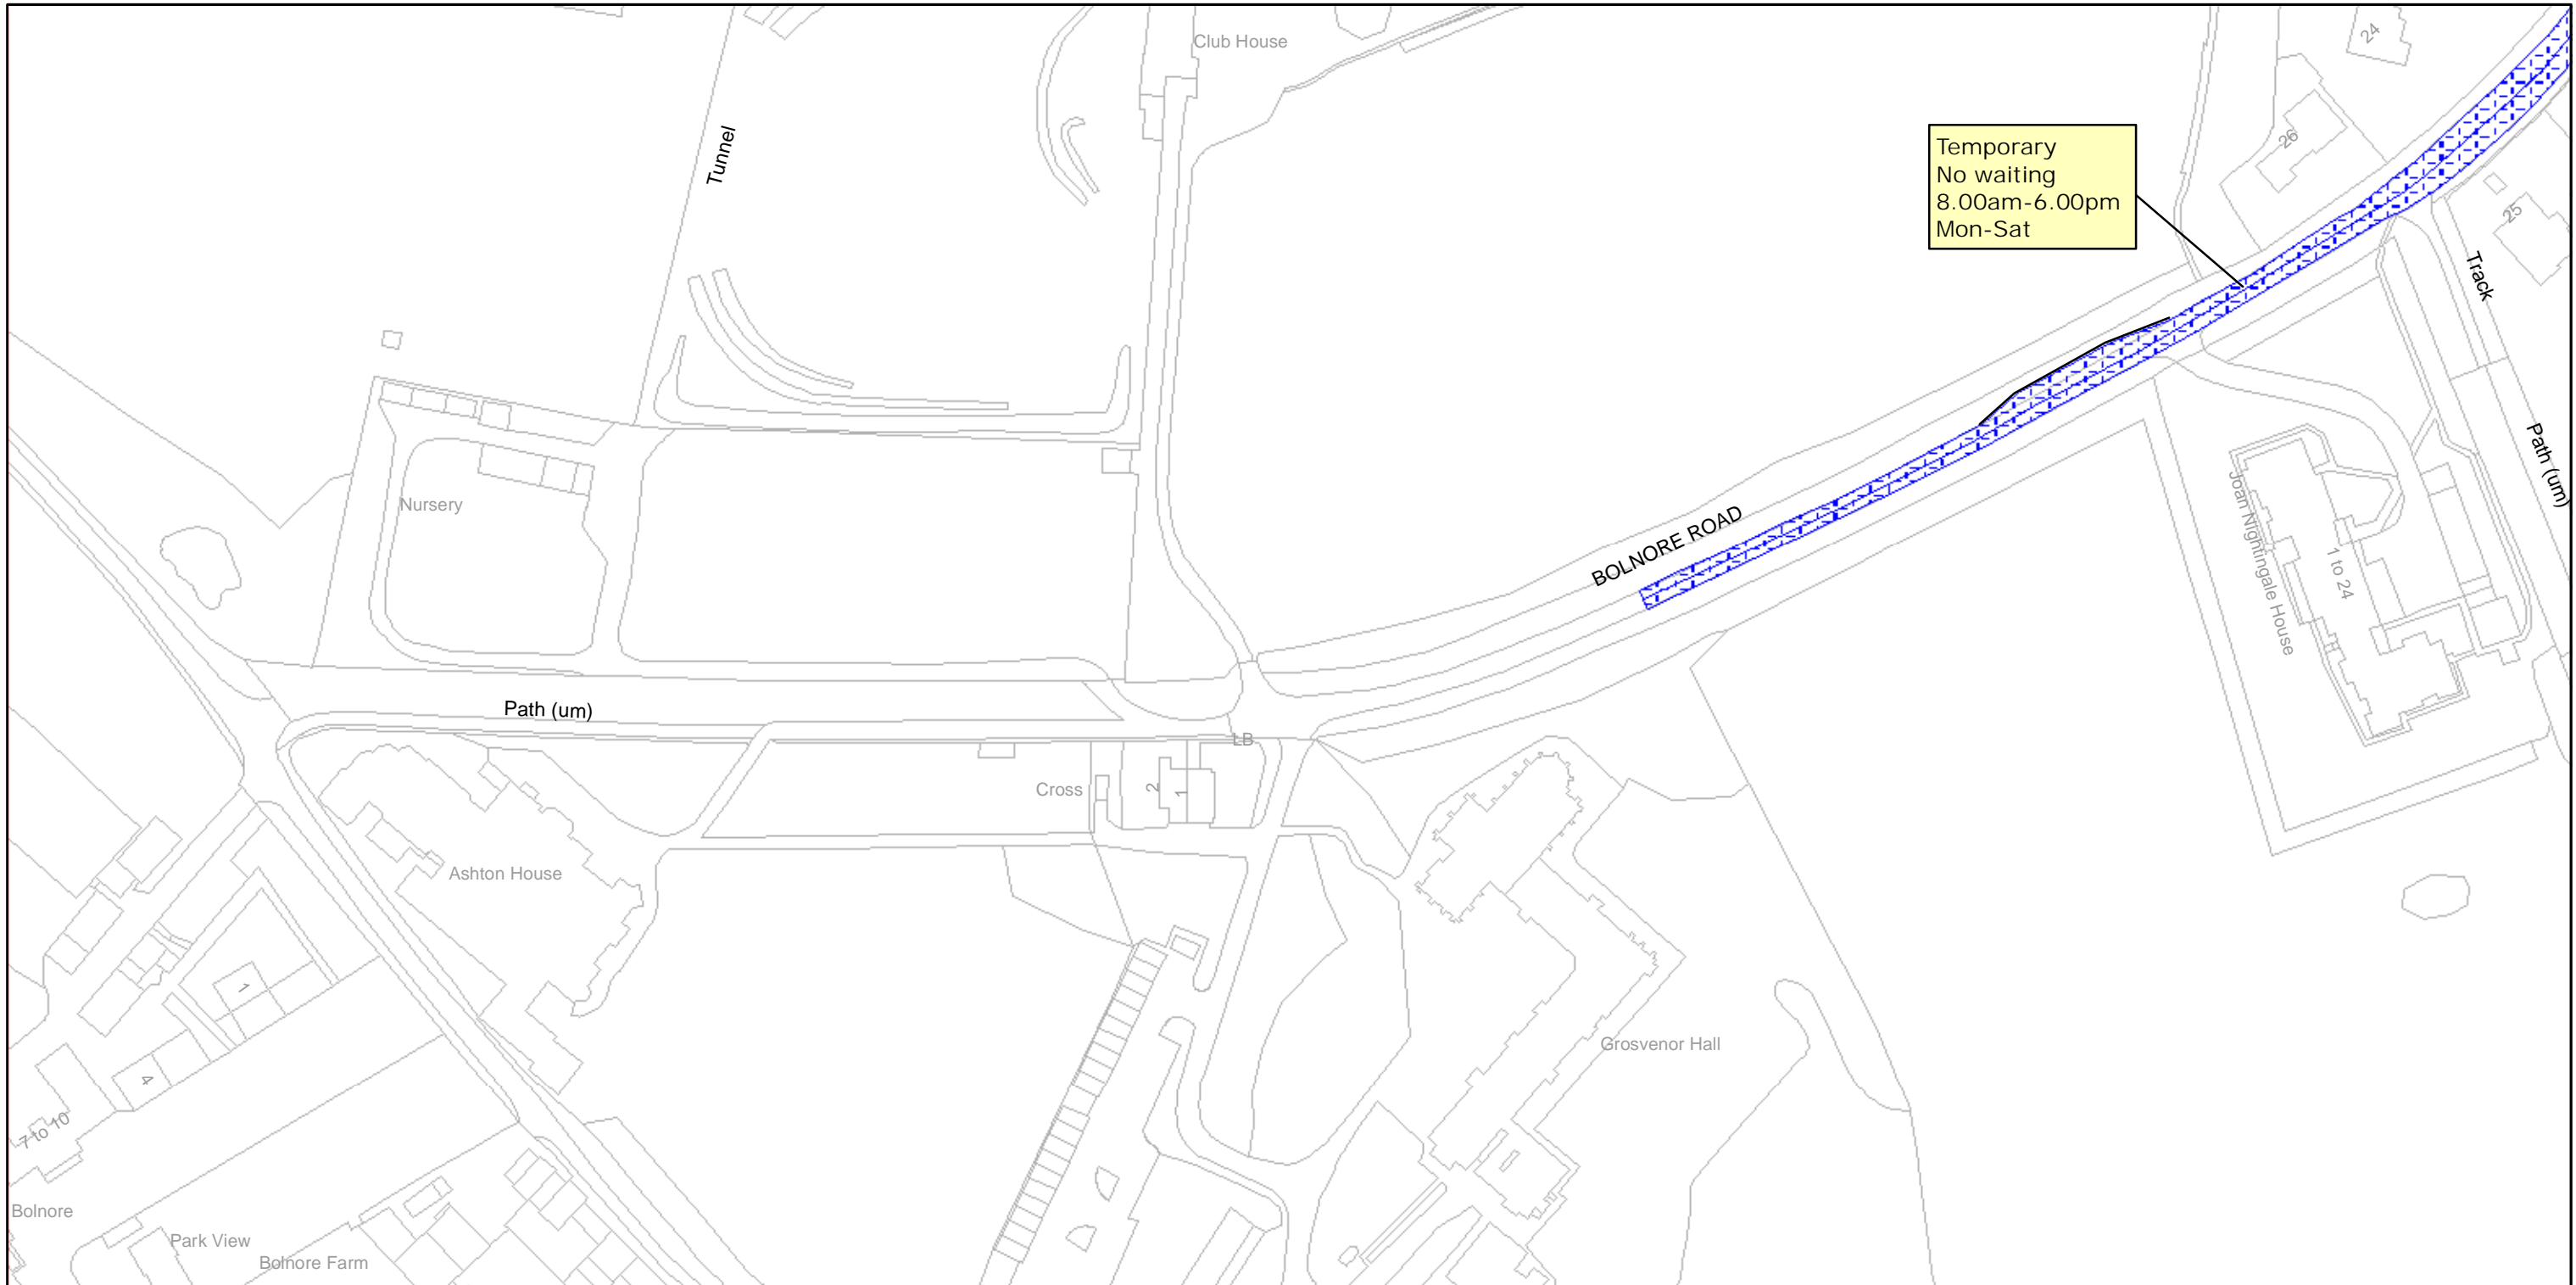 Club House
24
Tunnel
26
Temporary
No waiting
8.00am-6.00pm
Mon-Sat
25
Track
Path (um)
Nursery
BOLNORE ROAD
Joan Nightingale House
1 to 24
Path (um)
LB
Cross
2
1
Ashton House
1
Grosvenor Hall
4
7 to 10
Bolnore
Park View
Bolnore Farm